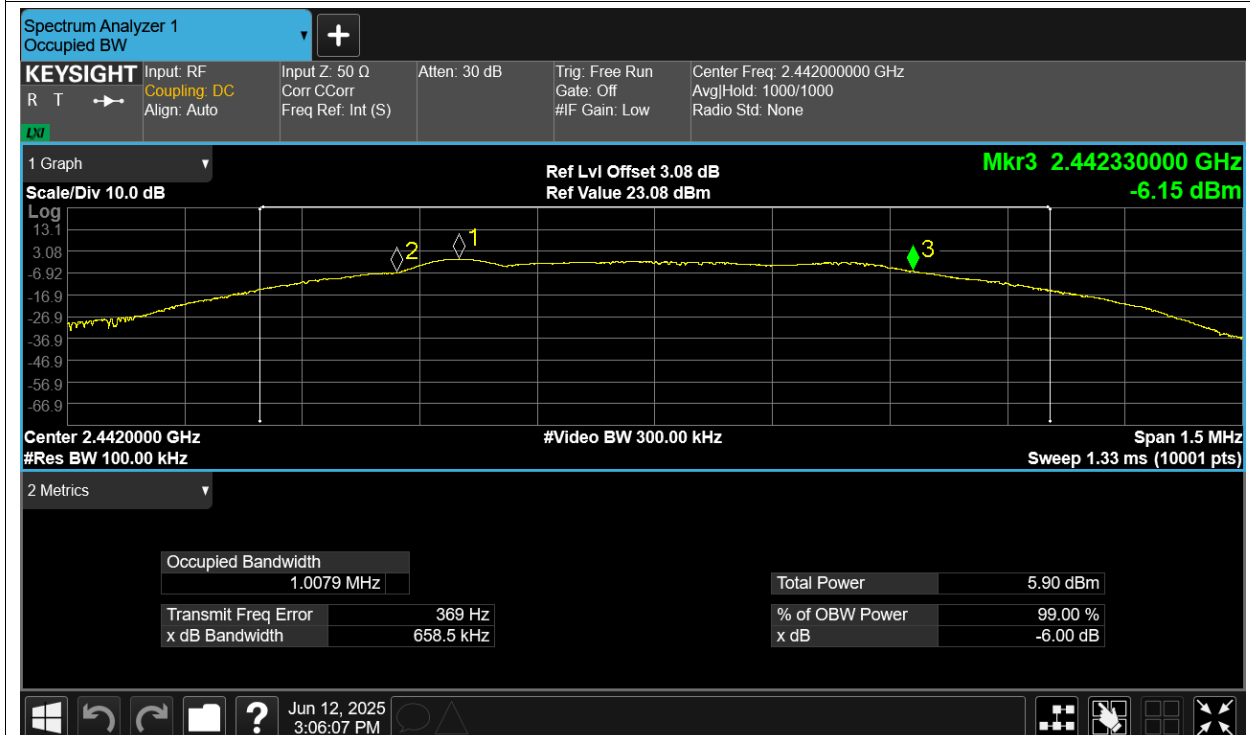 Spectrum Analyzer 1
Occupied BW
KEYSIGHT
R T
LXI
Input: RF
Coupling: DC
Align: Auto
Input Z: 50 Ω
Corr CCorr
Freq Ref: Int (S)
Atten: 30 dB
Trig: Free Run
Gate: Off
#IF Gain: Low
Center Freq: 2.442000000 GHz
Avg|Hold: 1000/1000
Radio Std: None
1 Graph
Scale/Div 10.0 dB
Ref Lvl Offset 3.08 dB
Ref Value 23.08 dBm
Mkr3 2.442330000 GHz
-6.15 dBm
Log
13.1
3.08
-6.92
-16.9
-26.9
-36.9
-46.9
-56.9
-66.9
2
1
3
Center 2.4420000 GHz
#Video BW 300.00 kHz
Span 1.5 MHz
#Res BW 100.00 kHz
Sweep 1.33 ms (10001 pts)
2 Metrics
Occupied Bandwidth
1.0079 MHz
Total Power 5.90 dBm
Transmit Freq Error 369 Hz
% of OBW Power 99.00 %
x dB Bandwidth 658.5 kHz
x dB -6.00 dB
?
Jun 12, 2025
3:06:07 PM